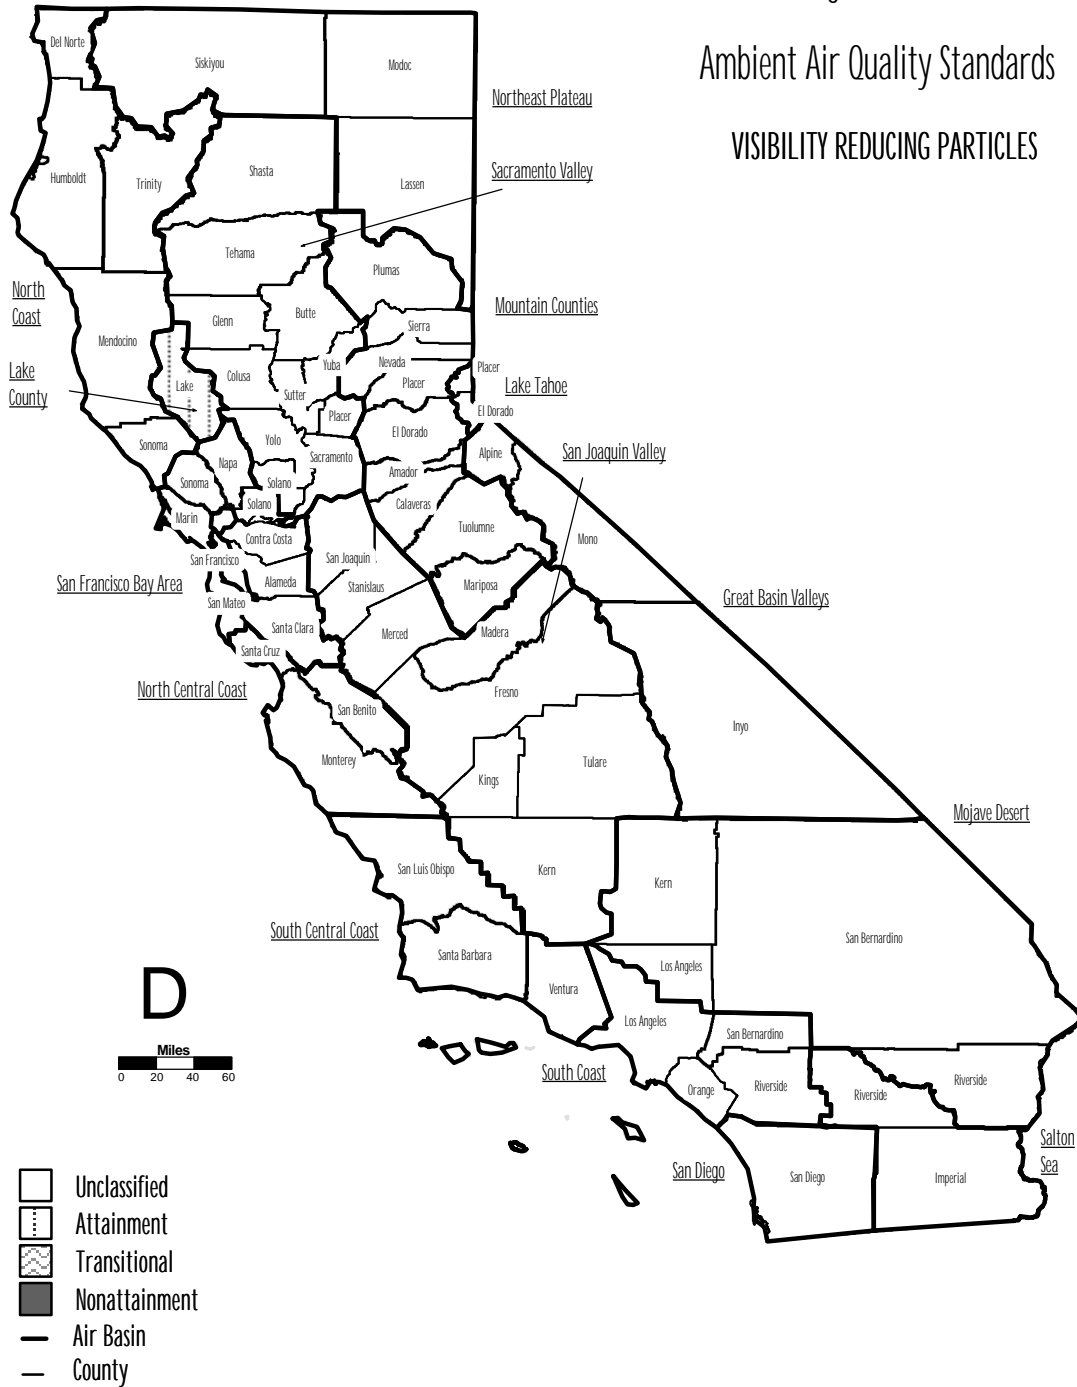 Ambient Air Quality Standards
VISIBILITY REDUCING PARTICLES
Del Norte
Siskiyou
Modoc
Northeast Plateau
Sacramento Valley
Humboldt
Trinity
Shasta
Lassen
Tehama
Plumas
North
Coast
Mountain Counties
Mendocino
Glenn
Butte
Sierra
Lake
County
Lake
Colusa
Sutter
Yuba
Nevada
Placer
Placer
Lake Tahoe
El Dorado
Placer
El Dorado
Sonoma
Napa
Yolo
Sacramento
Alpine
San Joaquin Valley
Amador
Sonoma
Solano
Solano
Calaveras
Marin
Contra Costa
Tuolumne
Mono
San Francisco
San Joaquin
San Francisco Bay Area
Alameda
Stanislaus
Mariposa
Great Basin Valleys
San Mateo
Santa Clara
Merced
Madera
Santa Cruz
North Central Coast
San Benito
Fresno
Monterey
Kings
Tulare
Inyo
Mojave Desert
San Luis Obispo
Kern
Kern
San Bernardino
South Central Coast
Santa Barbara
Los Angeles
Ventura
Los Angeles
San Bernardino
D
Miles
0 20 40 60
South Coast
Orange
Riverside
Riverside
Riverside
Salton
Sea
San Diego
San Diego
Imperial
Unclassified
Attainment
Transitional
Nonattainment
Air Basin
County